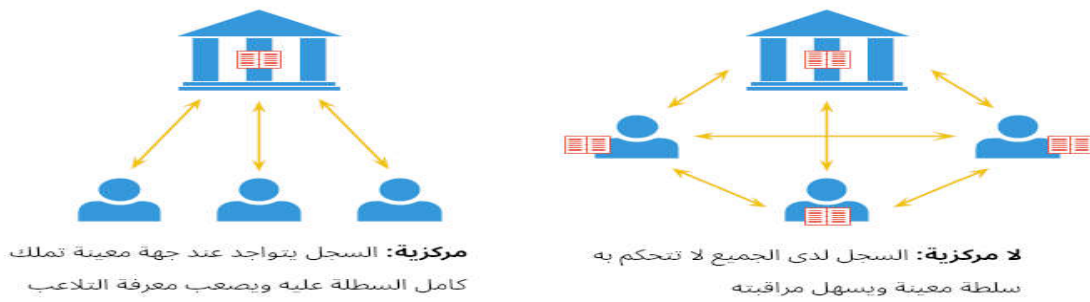 لا مركزية: السجل لدى الجميع لا تتحكم به
سلطة معينة ويسهل مراقبته
مركزية: السجل يتواجد عند جهة معينة تملك
كامل السطلة عليه ويصعب معرفة التلاعب